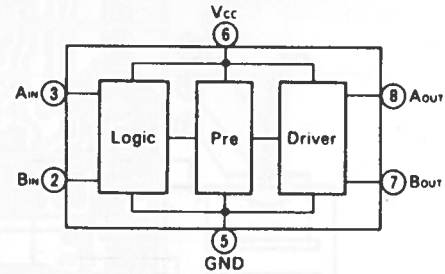 Vcc
6
AIN 3
8 AOUT
Logic Pre Driver
BIN 2
7 BOUT
5
GND